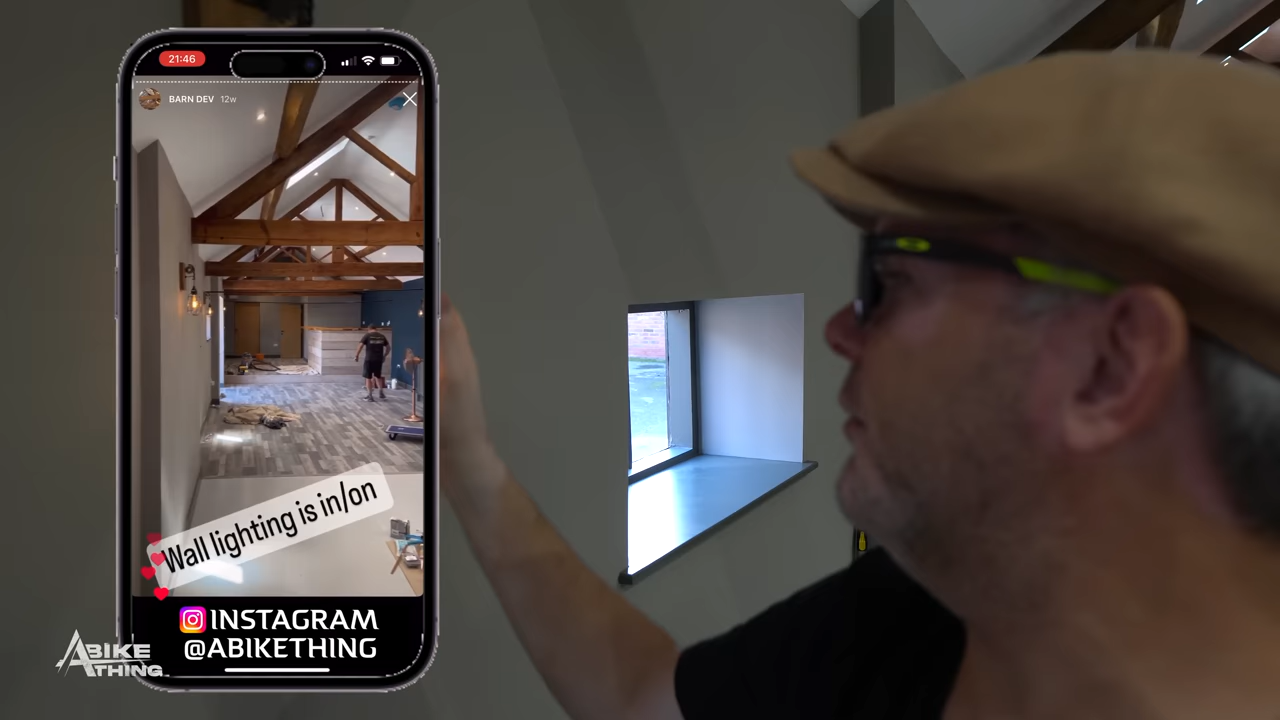 21:46
BARN DEV 12w
Wall lighting is in/on
INSTAGRAM
@ABIKETHING
ABIKE
THING